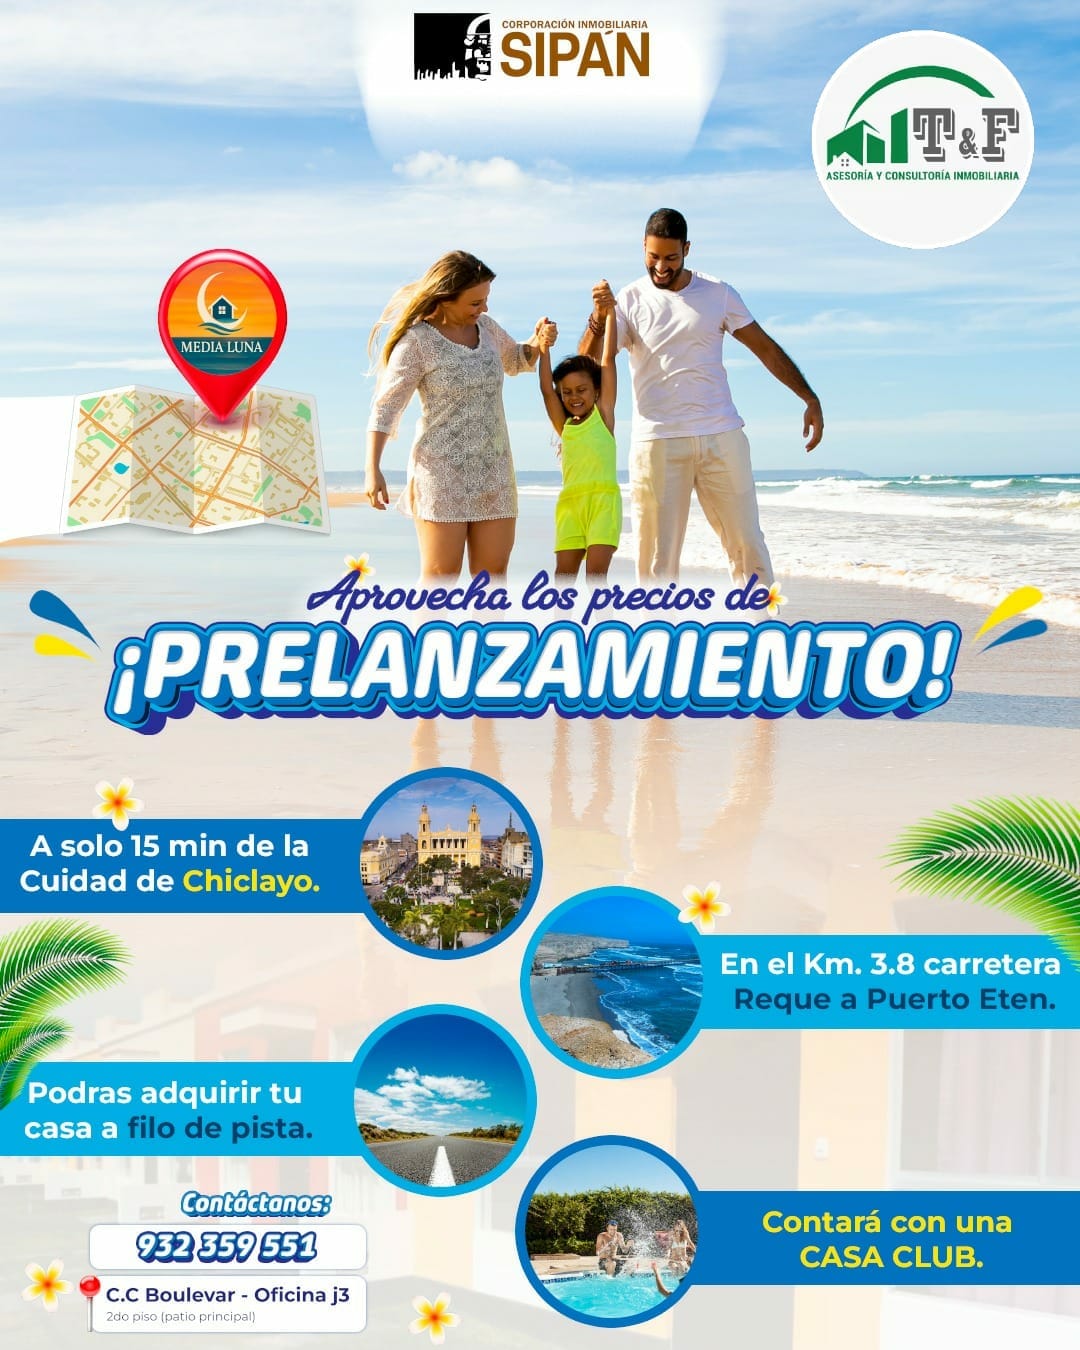 CORPORACIÓN INMOBILIARIA
SIPÁN
T&F
ASESORÍA Y CONSULTORÍA INMOBILIARIA
MEDIA LUNA
Aprovecha los precios de
¡PRELANZAMIENTO!
A solo 15 min de la
Cuidad de Chiclayo.
En el Km. 3.8 carretera
Reque a Puerto Eten.
Podras adquirir tu
casa a filo de pista.
Contará con una
CASA CLUB.
Contáctanos:
932 359 551
C.C Boulevar - Oficina j3
2do piso (patio principal)